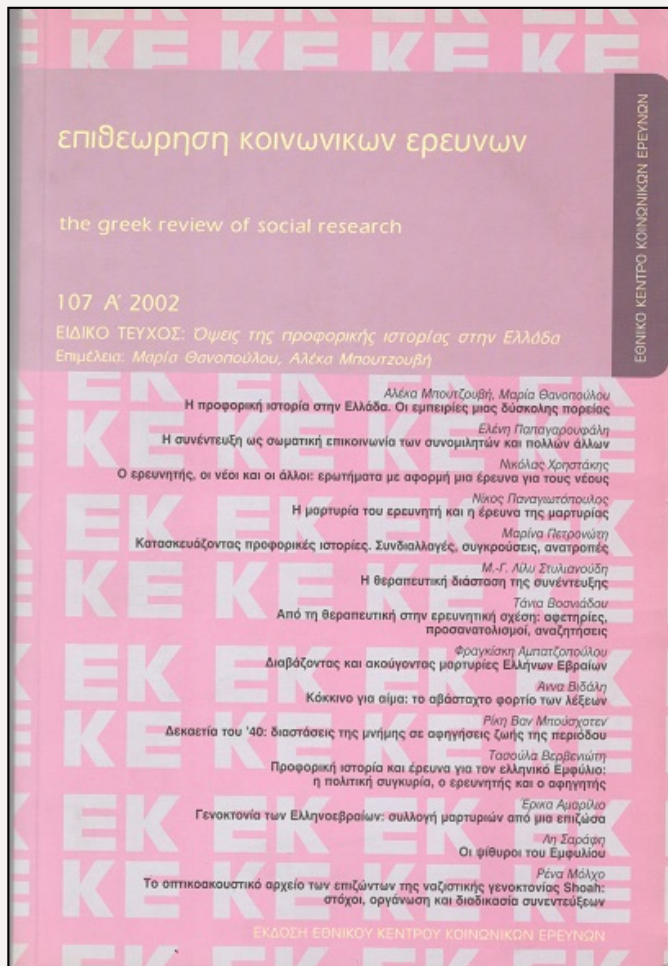 επιθεωρηση κοινωνικων ερευνων
the greek review of social research
107 Α' 2002
ΕΙΔΙΚΟ ΤΕΥΧΟΣ: Όψεις της προφορικής ιστορίας στην Ελλάδα
Επιμέλεια: Μαρία Θανοπούλου, Αλέκα Μπουτζουβή
ΕΘΝΙΚΟ ΚΕΝΤΡΟ ΚΟΙΝΩΝΙΚΩΝ ΕΡΕΥΝΩΝ
Αλέκα Μπουτζουβή, Μαρία Θανοπούλου
Η προφορική ιστορία στην Ελλάδα. Οι εμπειρίες μιας δύσκολης πορείας
Ελένη Παπαγαρουφάλη
Η συνέντευξη ως σωματική επικοινωνία των συνομιλητών και πολλών άλλων
Νικόλας Χρηστάκης
Ο ερευνητής, οι νέοι και οι άλλοι: ερωτήματα με αφορμή μια έρευνα για τους νέους
Νίκος Παναγιωτόπουλος
Η μαρτυρία του ερευνητή και η έρευνα της μαρτυρίας
Μαρίνα Πετρονώτη
Κατασκευάζοντας προφορικές ιστορίες. Συνδιαλλαγές, συγκρούσεις, ανατροπές
Μ.-Γ. Λίλυ Στυλιανούδη
Η θεραπευτική διάσταση της συνέντευξης
Τάνια Βοσνιάδου
Από τη θεραπευτική στην ερευνητική σχέση: αφετηρίες,
προσανατολισμοί, αναζητήσεις
Φραγκίσκη Αμπατζοπούλου
Διαβάζοντας και ακούγοντας μαρτυρίες Ελλήνων Εβραίων
Άννα Βιδάλη
Κόκκινο για αίμα: το αβάσταχτο φορτίο των λέξεων
Ρίκη Βαν Μπούσχοτεν
Δεκαετία του '40: διαστάσεις της μνήμης σε αφηγήσεις ζωής της περιόδου
Τασούλα Βερβενιώτη
Προφορική ιστορία και έρευνα για τον ελληνικό Εμφύλιο:
η πολιτική συγκυρία, ο ερευνητής και ο αφηγητής
Έρικα Αμαρίλιο
Γενοκτονία των Ελληνοεβραίων: συλλογή μαρτυριών από μια επιζώσα
Λη Σαράφη
Οι ψίθυροι του Εμφυλίου
Ρένα Μόλχο
Το οπτικοακουστικό αρχείο των επιζώντων της ναζιστικής γενοκτονίας Shoah:
στόχοι, οργάνωση και διαδικασία συνεντεύξεων
ΕΚΔΟΣΗ ΕΘΝΙΚΟΥ ΚΕΝΤΡΟΥ ΚΟΙΝΩΝΙΚΩΝ ΕΡΕΥΝΩΝ